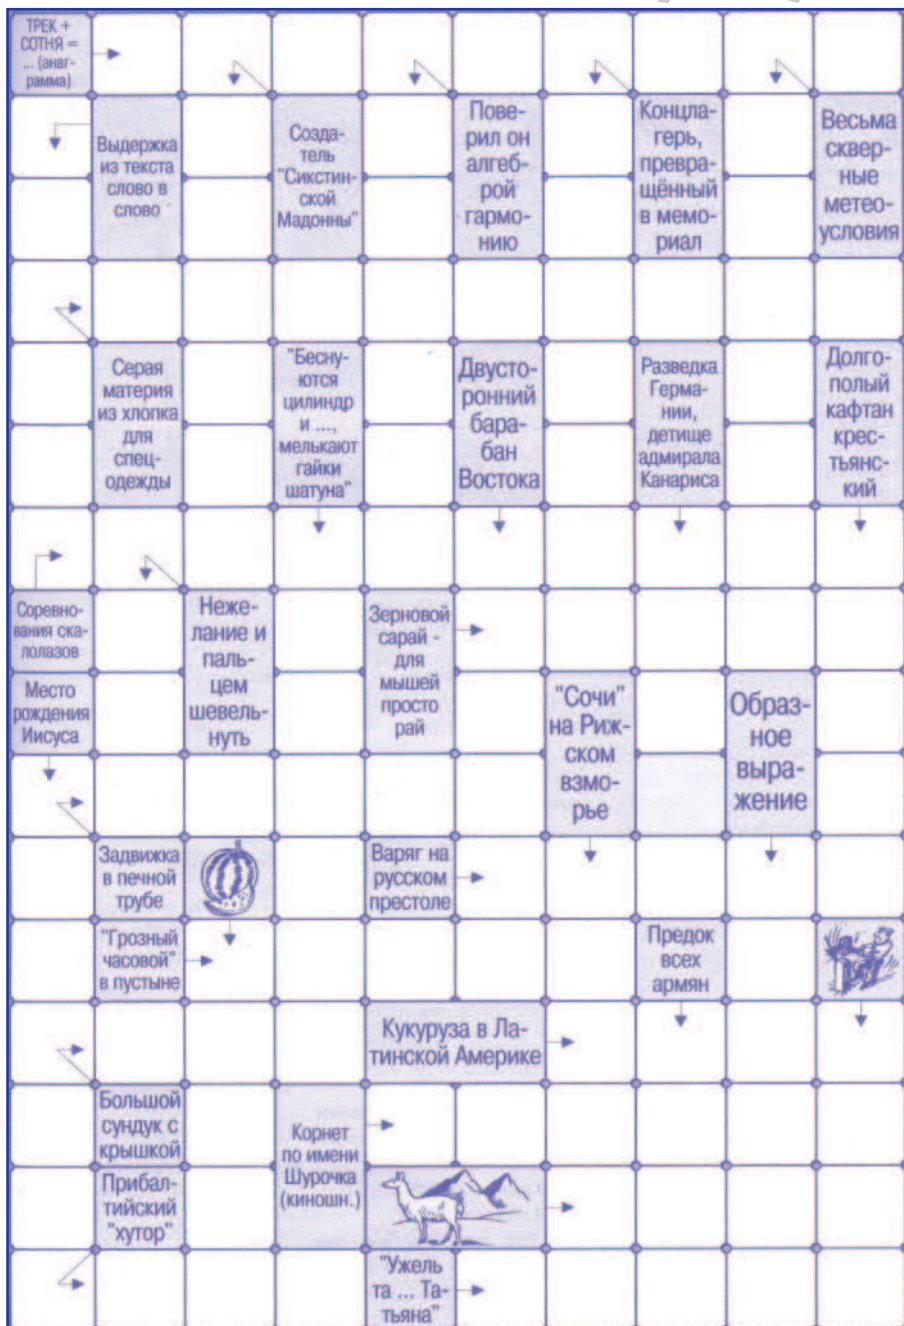 ТРЕК +
СОТНЯ =
... (анаг-
рамма)
Выдержка
из текста
слово в
слово
Созда-
тель
"Сикстин-
ской
Мадонны"
Пове-
рил он
алгеб-
рой
гармо-
нию
Концла-
герь,
превра-
щённый
в мемо-
риал
Весьма
сквер-
ные
метео-
условия
Серая
материя
из хлопка
для
спец-
одежды
"Бесну-
ются
цилиндр
и ...,
мелькают
гайки
шатуна"
Двусто-
ронний
бара-
бан
Востока
Разведка
Герма-
нии,
детище
адмирала
Канариса
Долго-
полый
кафтан
крес-
тьянс-
кий
Соревно-
вания ска-
лолазов
Неже-
лание и
паль-
цем
шевель-
нуть
Зерновой
сарай -
для
мышей
просто
рай
Место
рождения
Иисуса
"Сочи"
на Риж-
ском
взмо-
рье
Образ-
ное
выра-
жение
Задвижка
в печной
трубе
Варяг на
русском
престоле
"Грозный
часовой"
в пустыне
Предок
всех
армян
Кукуруза в Ла-
тинской Америке
Большой
сундук с
крышкой
Корнет
по имени
Шурочка
(киношн.)
Прибал-
тийский
"хутор"
"Ужель
та ... Та-
тьяна"